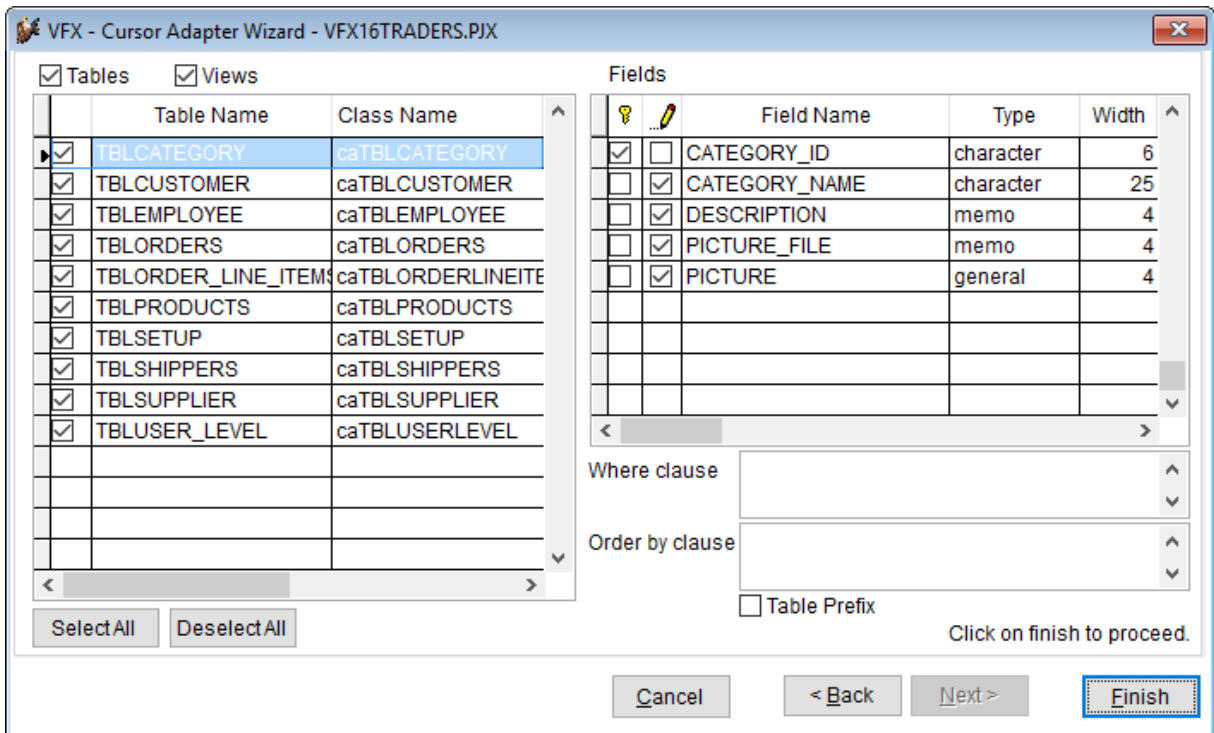 VFX - Cursor Adapter Wizard - VFX16TRADERS.PJX
Tables Views
Table Name Class Name
TBLCATEGORY caTBLCATEGORY
TBLCUSTOMER caTBLCUSTOMER
TBLEMPLOYEE caTBLEMPLOYEE
TBLORDERS caTBLORDERS
TBLORDER_LINE_ITEMS caTBLORDERLINEITE
TBLPRODUCTS caTBLPRODUCTS
TBLSETUP caTBLSETUP
TBLSHIPPERS caTBLSHIPPERS
TBLSUPPLIER caTBLSUPPLIER
TBLUSER_LEVEL caTBLUSERLEVEL
Select All Deselect All
Fields
Field Name Type Width
CATEGORY_ID character 6
CATEGORY_NAME character 25
DESCRIPTION memo 4
PICTURE_FILE memo 4
PICTURE general 4
Where clause
Order by clause
Table Prefix
Click on finish to proceed.
Cancel < Back Next > Finish